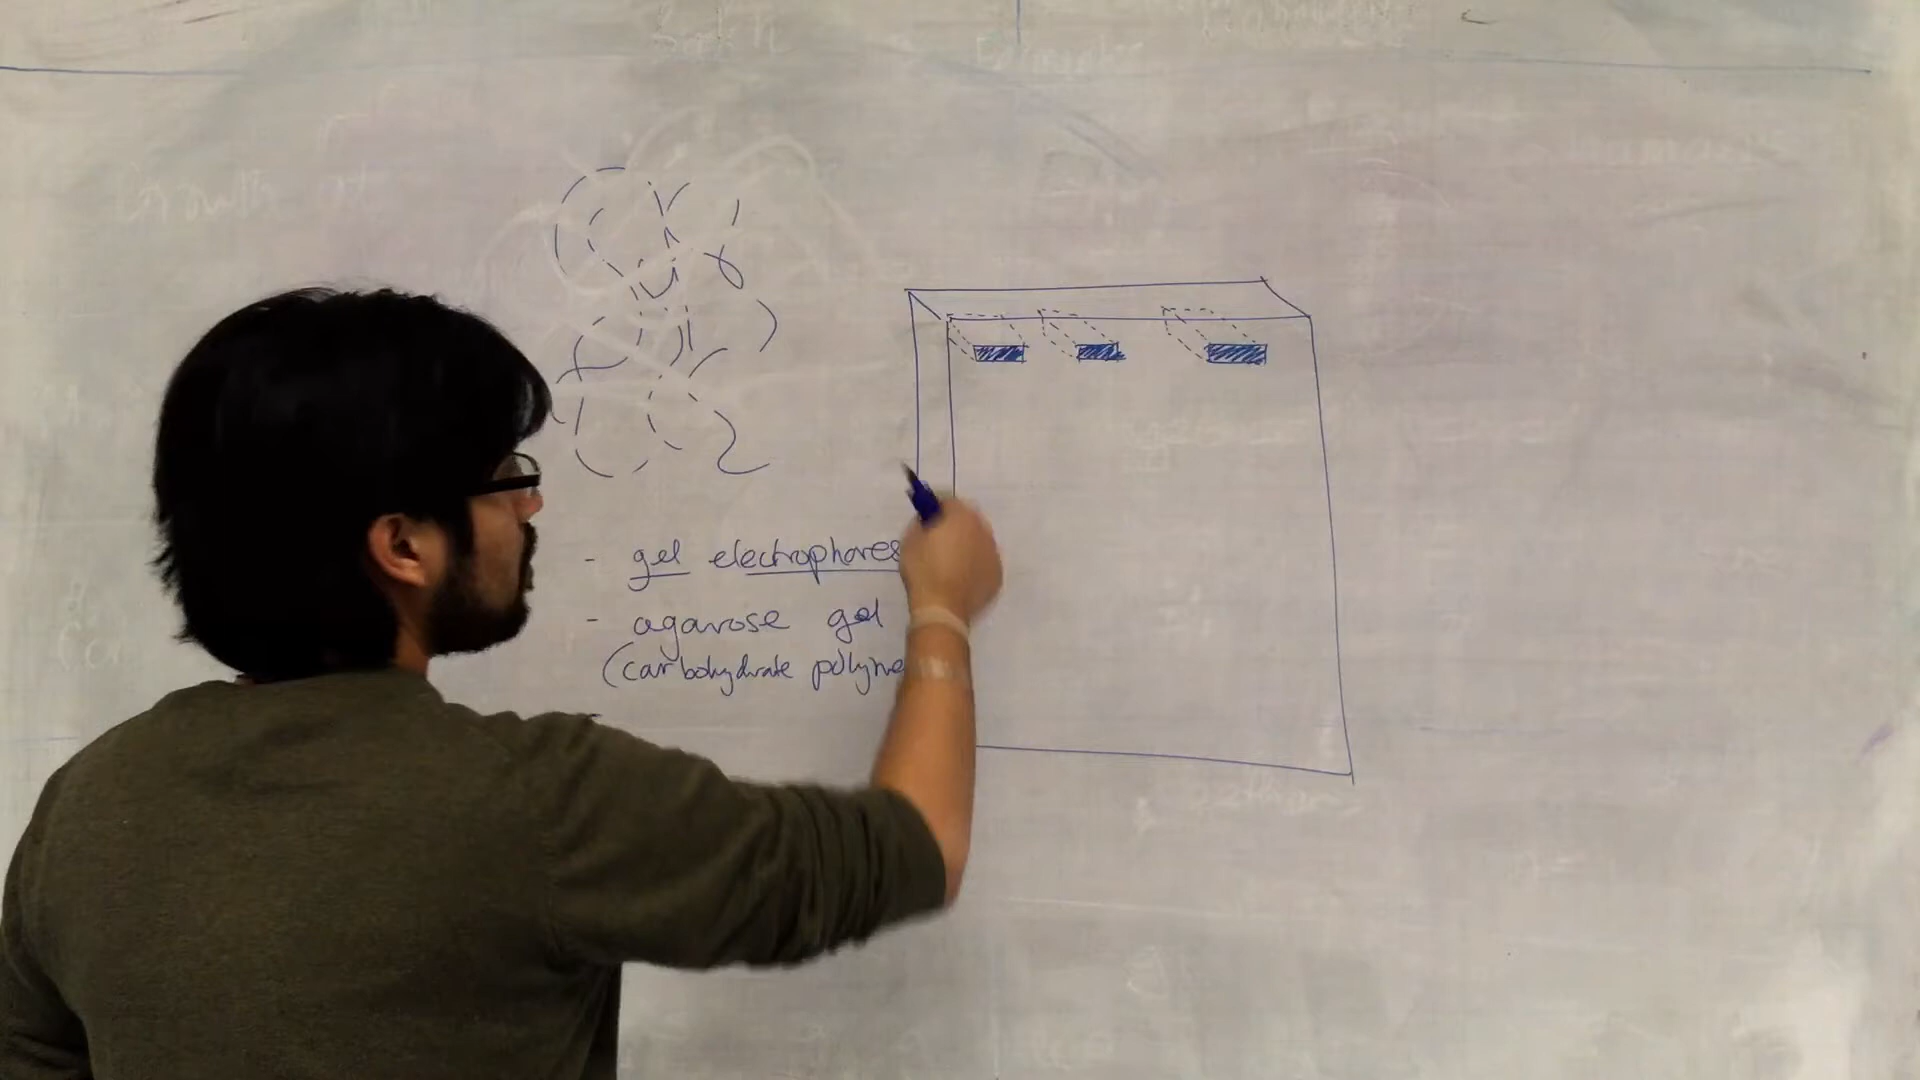 - gel electrophores
- agarose gel
(carbohydrate polyme